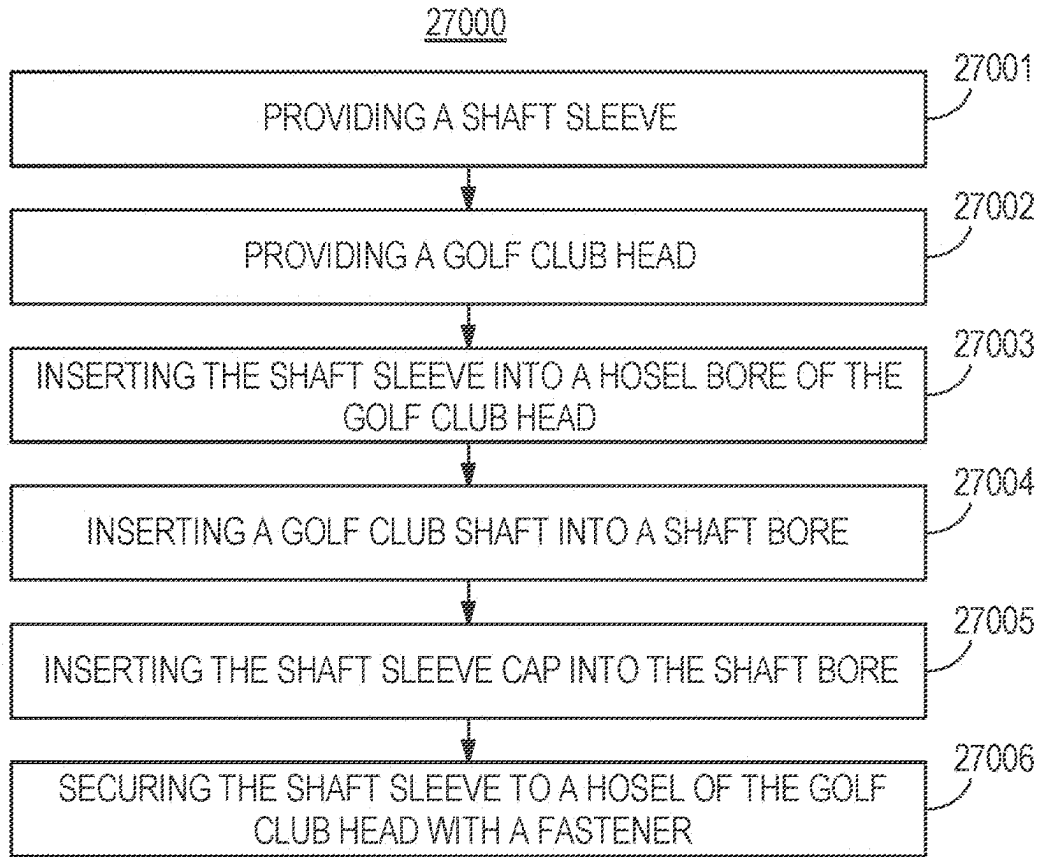 27000
27001
PROVIDING A SHAFT SLEEVE
27002
PROVIDING A GOLF CLUB HEAD
27003
INSERTING THE SHAFT SLEEVE INTO A HOSEL BORE OF THE
GOLF CLUB HEAD
27004
INSERTING A GOLF CLUB SHAFT INTO A SHAFT BORE
27005
INSERTING THE SHAFT SLEEVE CAP INTO THE SHAFT BORE
27006
SECURING THE SHAFT SLEEVE TO A HOSEL OF THE GOLF
CLUB HEAD WITH A FASTENER